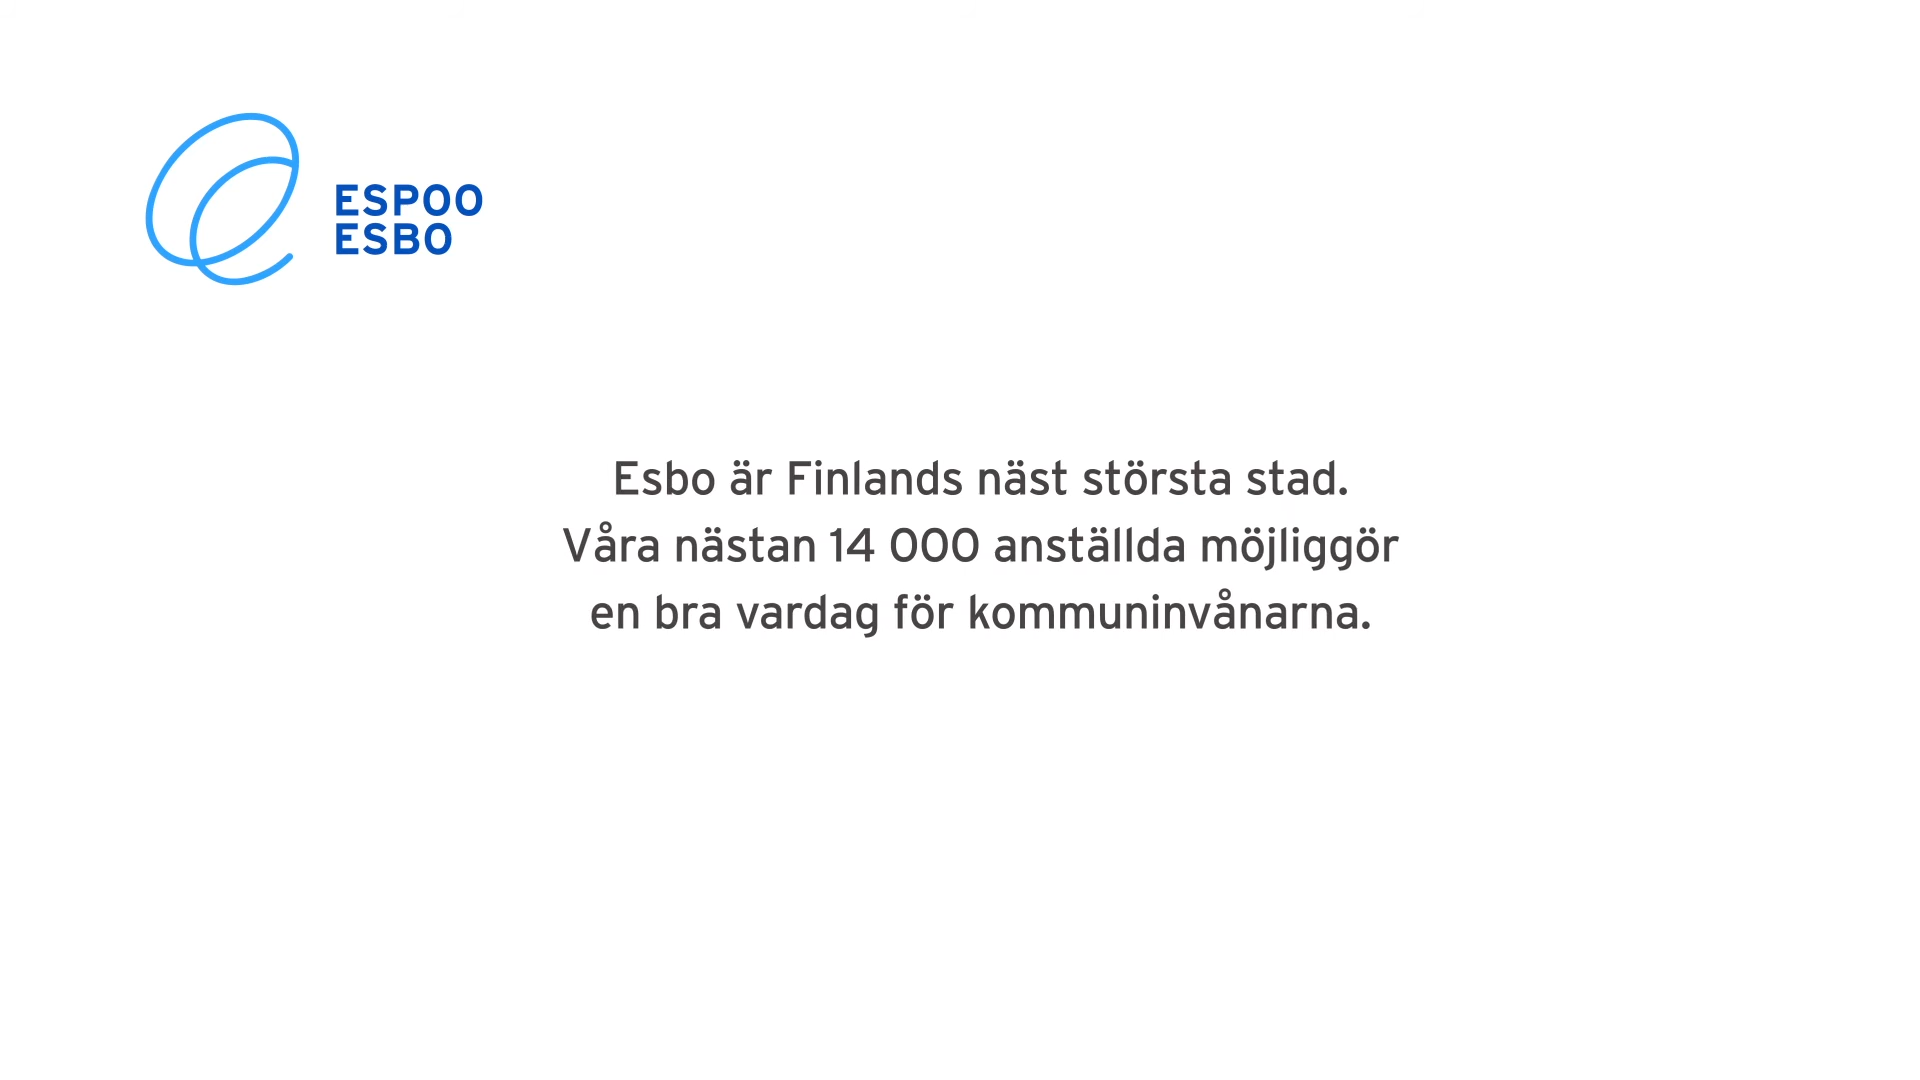 ESPOO
ESBO
Esbo är Finlands näst största stad.
Våra nästan 14 000 anställda möjliggör
en bra vardag för kommuninvånarna.